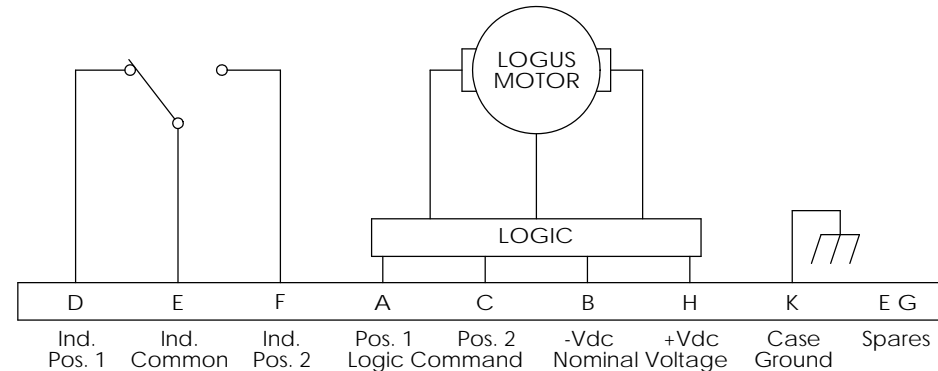 LOGUS
MOTOR
LOGIC
D E F A C B H K E G
Ind. Ind. Ind. Pos. 1 Pos. 2 -Vdc +Vdc Case Spares
Pos. 1 Common Pos. 2 Logic Command Nominal Voltage Ground